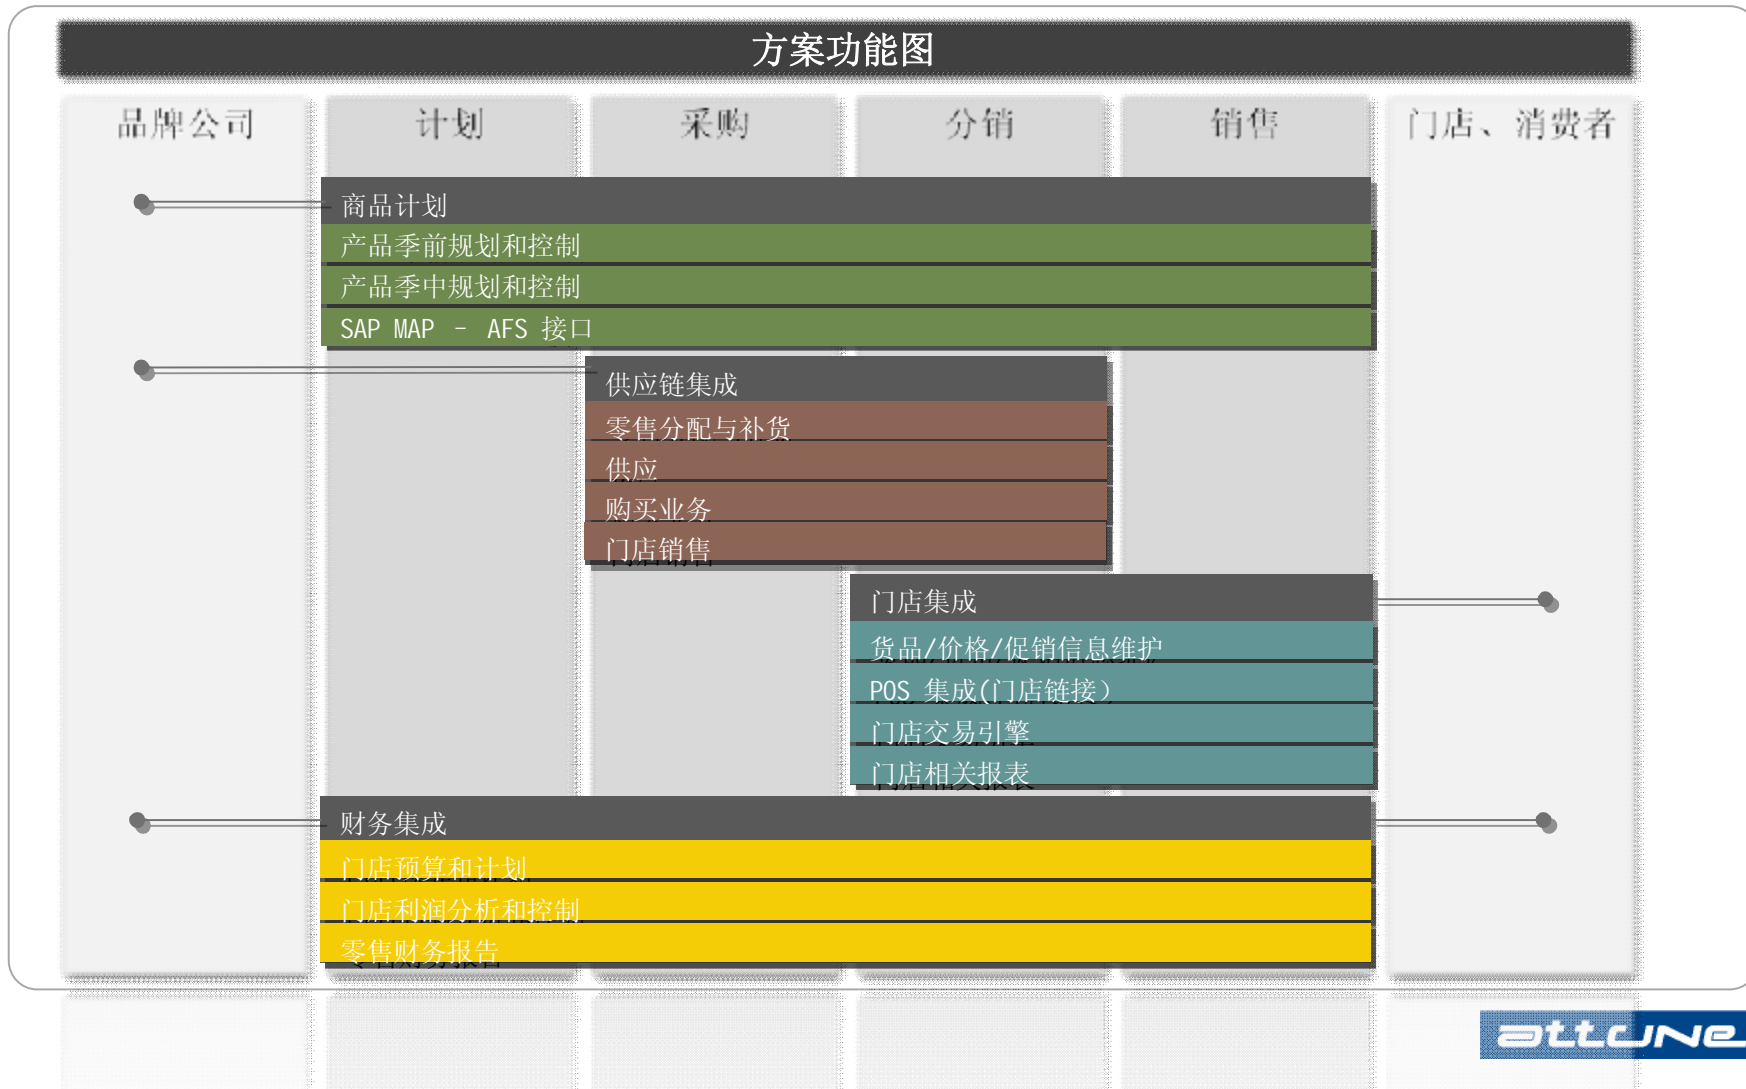 方案功能图
品牌公司
计划
采购
分销
销售
门店、消费者
商品计划
产品季前规划和控制
产品季中规划和控制
SAP MAP – AFS 接口
供应链集成
零售分配与补货
供应
购买业务
门店销售
门店集成
货品/价格/促销信息维护
POS 集成(门店链接）
门店交易引擎
门店相关报表
财务集成
门店预算和计划
门店利润分析和控制
零售财务报告
attune